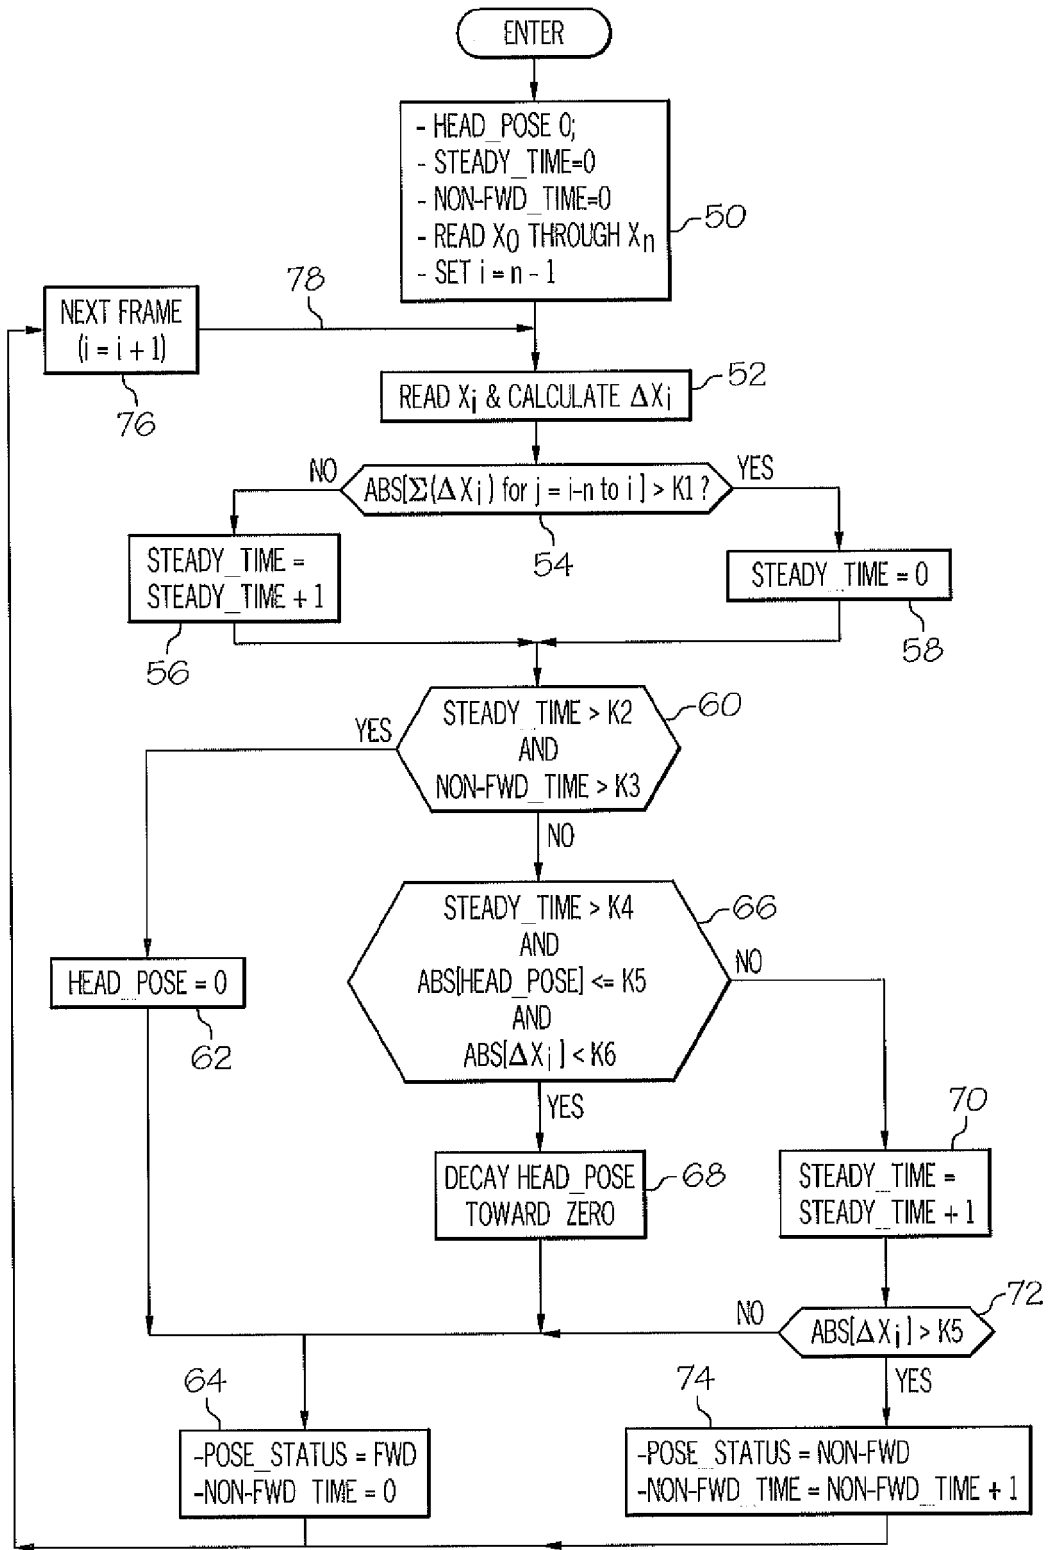 ENTER
- HEAD_POSE 0;
- STEADY_TIME=0
- NON-FWD_TIME=0
- READ X0 THROUGH Xn
- SET i = n - 1
50
NEXT FRAME
(i = i + 1)
76
78
READ Xi & CALCULATE ΔXi
52
NO
ABS[Σ(ΔXi) for j = i-n to i] > K1 ?
YES
54
STEADY_TIME =
STEADY_TIME + 1
56
STEADY_TIME = 0
58
STEADY_TIME > K2
AND
NON-FWD_TIME > K3
60
YES
NO
STEADY_TIME > K4
AND
ABS[HEAD_POSE] <= K5
AND
ABS[ΔXi] < K6
66
NO
YES
HEAD_POSE = 0
62
DECAY HEAD_POSE
TOWARD ZERO
68
70
STEADY_TIME =
STEADY_TIME + 1
72
NO
ABS[ΔXi] > K5
YES
64
-POSE_STATUS = FWD
-NON-FWD TIME = 0
74
-POSE_STATUS = NON-FWD
-NON-FWD_TIME = NON-FWD_TIME + 1